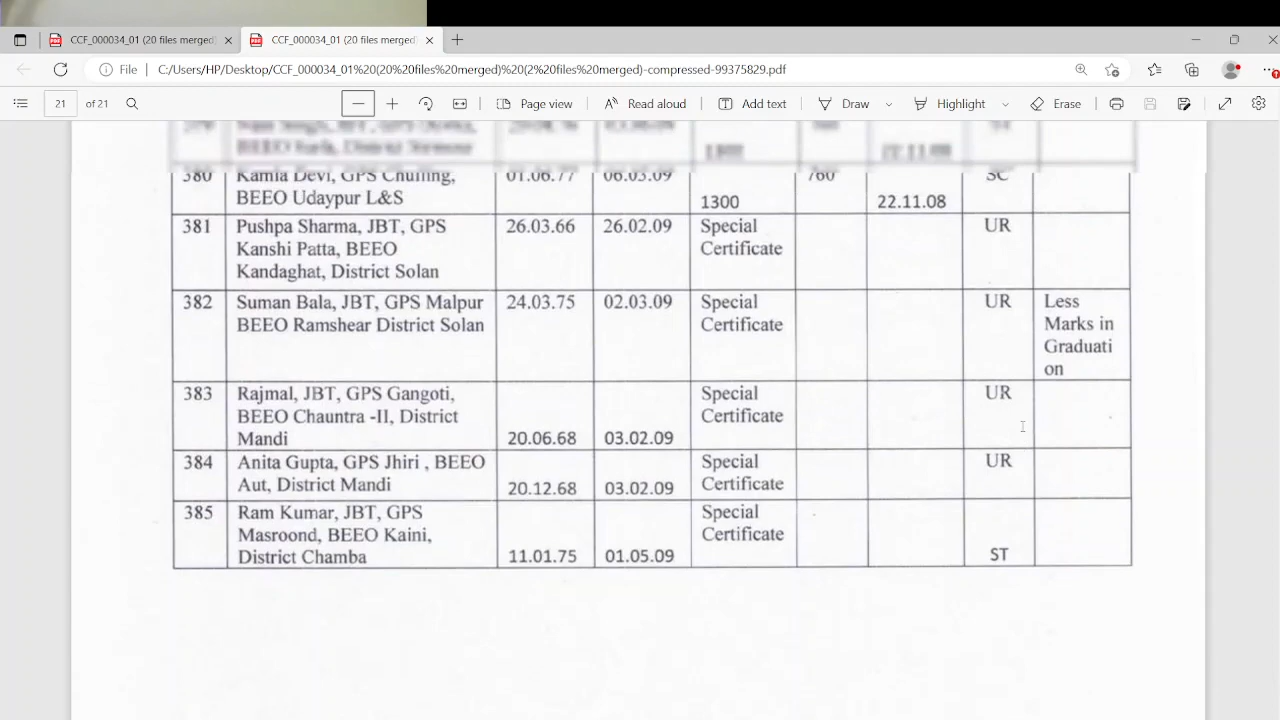 CCF_000034_01 (20 files merged)
CCF_000034_01 (20 files merged)
File
C:/Users/HP/Desktop/CCF_000034_01%20(20%20files%20merged)%20(2%20files%20merged)-compressed-99375829.pdf
21 of 21
Page view
Read aloud
Add text
Draw
Highlight
Erase
380 Kamla Devi, GPS 01.06.77 06.03.09 760 SC
BEEO Udaypur L&S 1300 22.11.08
381 Pushpa Sharma, JBT, GPS 26.03.66 26.02.09 Special UR
Kanshi Patta, BEEO Certificate
Kandaghat, District Solan
382 Suman Bala, JBT, GPS Malpur 24.03.75 02.03.09 Special UR Less
BEEO Ramshear District Solan Certificate Marks in
Graduati
on
383 Rajmal, JBT, GPS Gangoti, Special UR
BEEO Chauntra -II, District Certificate
Mandi 20.06.68 03.02.09
384 Anita Gupta, GPS Jhiri , BEEO Special UR
Aut, District Mandi 20.12.68 03.02.09 Certificate
385 Ram Kumar, JBT, GPS Special
Masroond, BEEO Kaini, Certificate
District Chamba 11.01.75 01.05.09 ST